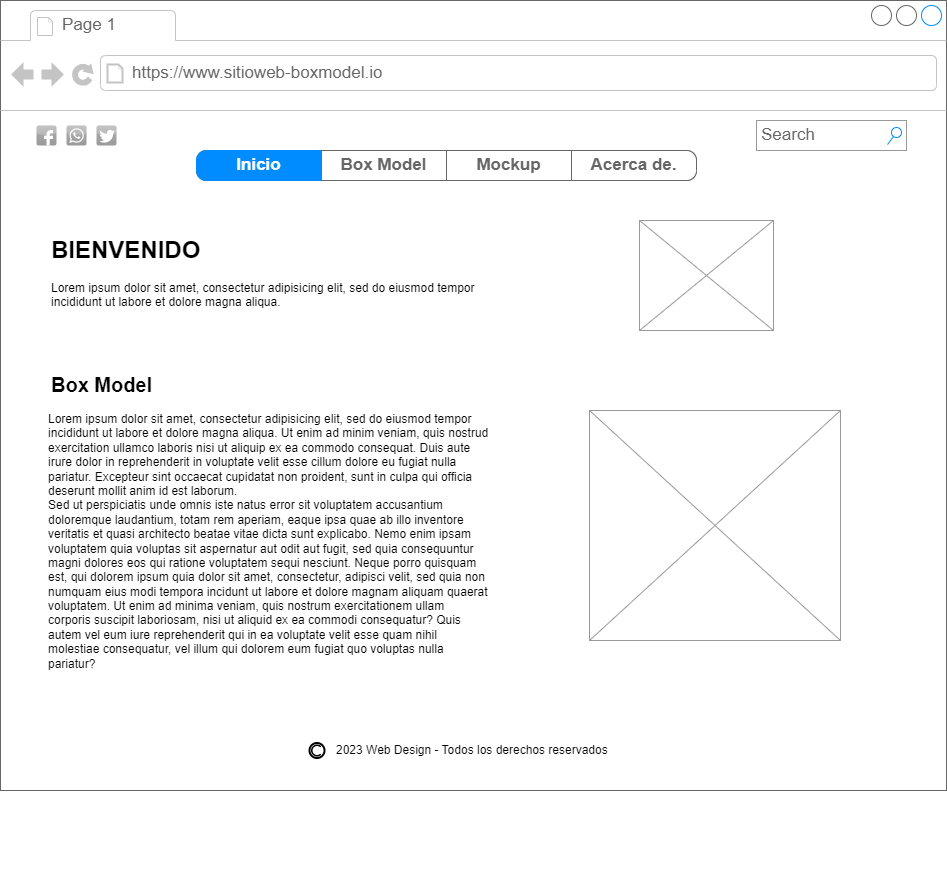 Page 1
https://www.sitioweb-boxmodel.io
Search
Inicio
Box Model
Mockup
Acerca de.
BIENVENIDO
Lorem ipsum dolor sit amet, consectetur adipisicing elit, sed do eiusmod tempor
incididunt ut labore et dolore magna aliqua.
Box Model
Lorem ipsum dolor sit amet, consectetur adipisicing elit, sed do eiusmod tempor
incididunt ut labore et dolore magna aliqua. Ut enim ad minim veniam, quis nostrud
exercitation ullamco laboris nisi ut aliquip ex ea commodo consequat. Duis aute
irure dolor in reprehenderit in voluptate velit esse cillum dolore eu fugiat nulla
pariatur. Excepteur sint occaecat cupidatat non proident, sunt in culpa qui officia
deserunt mollit anim id est laborum.
Sed ut perspiciatis unde omnis iste natus error sit voluptatem accusantium
doloremque laudantium, totam rem aperiam, eaque ipsa quae ab illo inventore
veritatis et quasi architecto beatae vitae dicta sunt explicabo. Nemo enim ipsam
voluptatem quia voluptas sit aspernatur aut odit aut fugit, sed quia consequuntur
magni dolores eos qui ratione voluptatem sequi nesciunt. Neque porro quisquam
est, qui dolorem ipsum quia dolor sit amet, consectetur, adipisci velit, sed quia non
numquam eius modi tempora incidunt ut labore et dolore magnam aliquam quaerat
voluptatem. Ut enim ad minima veniam, quis nostrum exercitationem ullam
corporis suscipit laboriosam, nisi ut aliquid ex ea commodi consequatur? Quis
autem vel eum iure reprehenderit qui in ea voluptate velit esse quam nihil
molestiae consequatur, vel illum qui dolorem eum fugiat quo voluptas nulla
pariatur?
© 2023 Web Design - Todos los derechos reservados